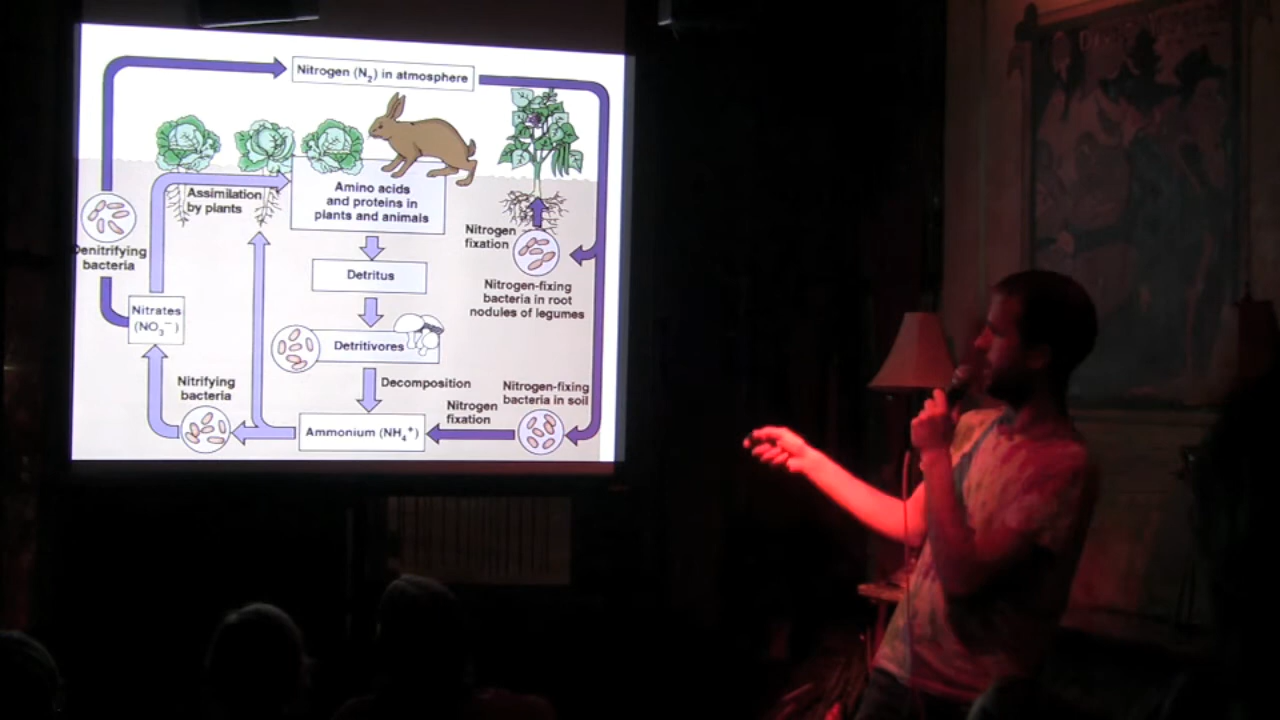 Nitrogen (N₂) in atmosphere
Assimilation
by plants
Amino acids
and proteins in
plants and animals
Nitrogen
fixation
Denitrifying
bacteria
Detritus
Nitrogen-fixing
bacteria in root
nodules of legumes
Nitrates
(NO₃⁻)
Detritivores
Nitrifying
bacteria
Decomposition
Nitrogen-fixing
bacteria in soil
Nitrogen
fixation
Ammonium (NH₄⁺)